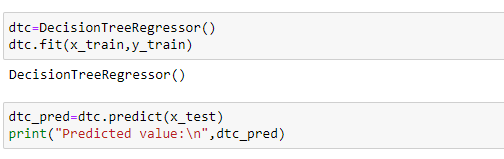 dtc=DecisionTreeRegressor()
dtc.fit(x_train,y_train)
DecisionTreeRegressor()
dtc_pred=dtc.predict(x_test)
print("Predicted value:\n",dtc_pred)